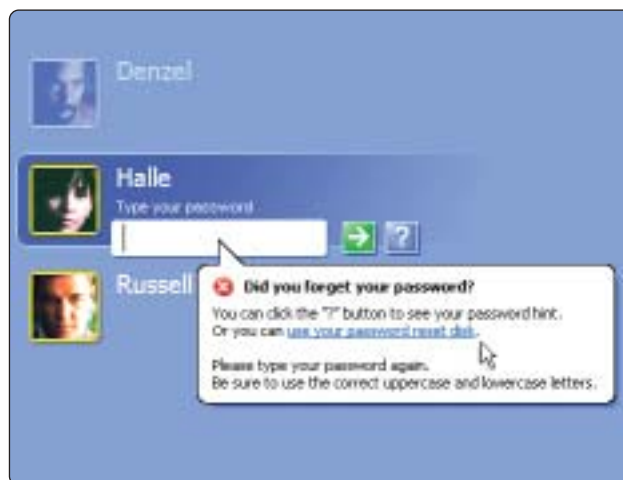 Denzel
Halle
Type your password
?
Russell
Did you forget your password?
You can click the "?" button to see your password hint.
Or you can use your password reset disk.
Please type your password again.
Be sure to use the correct uppercase and lowercase letters.